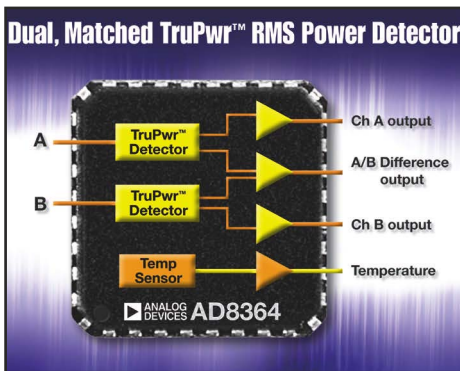 Dual, Matched TruPwr™ RMS Power Detector
A
B
TruPwr™
Detector
TruPwr™
Detector
Temp
Sensor
Ch A output
A/B Difference
output
Ch B output
Temperature
ANALOG
DEVICES AD8364